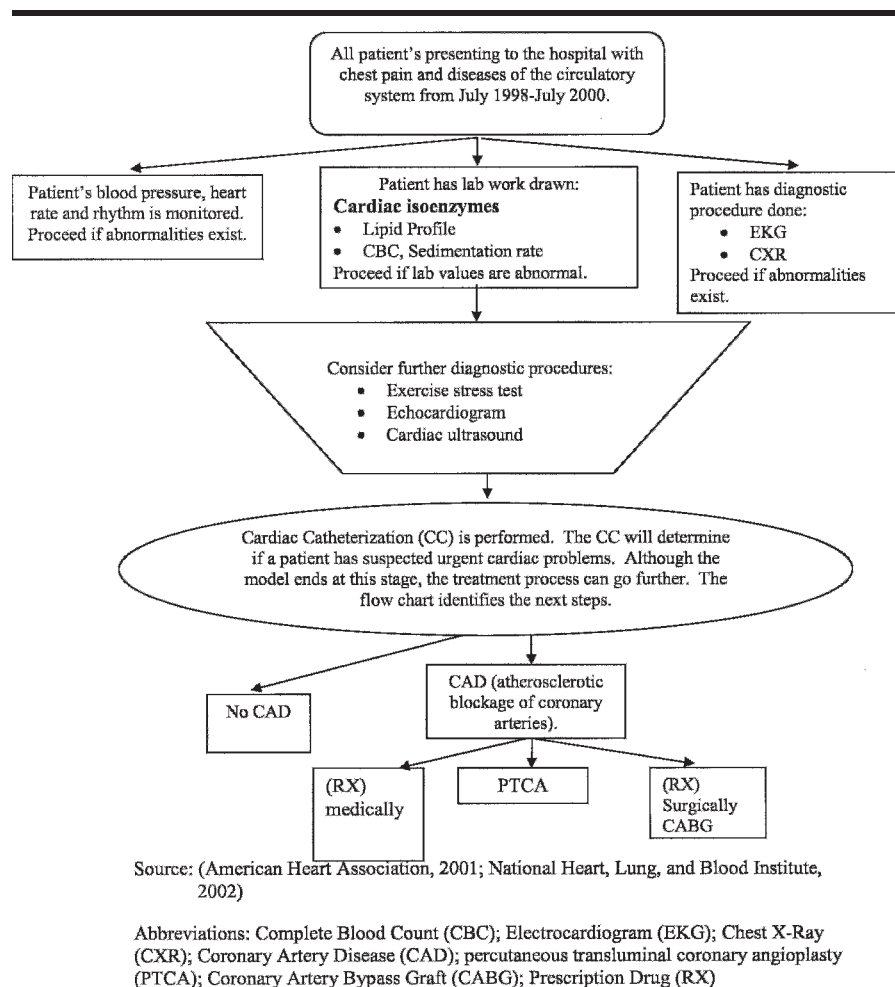 All patient's presenting to the hospital with
chest pain and diseases of the circulatory
system from July 1998-July 2000.
Patient's blood pressure, heart
rate and rhythm is monitored.
Proceed if abnormalities exist.
Patient has lab work drawn:
Cardiac isoenzymes
• Lipid Profile
• CBC, Sedimentation rate
Proceed if lab values are abnormal.
Patient has diagnostic
procedure done:
• EKG
• CXR
Proceed if abnormalities
exist.
Consider further diagnostic procedures:
• Exercise stress test
• Echocardiogram
• Cardiac ultrasound
Cardiac Catheterization (CC) is performed. The CC will determine
if a patient has suspected urgent cardiac problems. Although the
model ends at this stage, the treatment process can go further. The
flow chart identifies the next steps.
No CAD
CAD (atherosclerotic
blockage of coronary
arteries).
(RX)
medically
PTCA
(RX)
Surgically
CABG
Source: (American Heart Association, 2001; National Heart, Lung, and Blood Institute,
2002)
Abbreviations: Complete Blood Count (CBC); Electrocardiogram (EKG); Chest X-Ray
(CXR); Coronary Artery Disease (CAD); percutaneous transluminal coronary angioplasty
(PTCA); Coronary Artery Bypass Graft (CABG); Prescription Drug (RX)